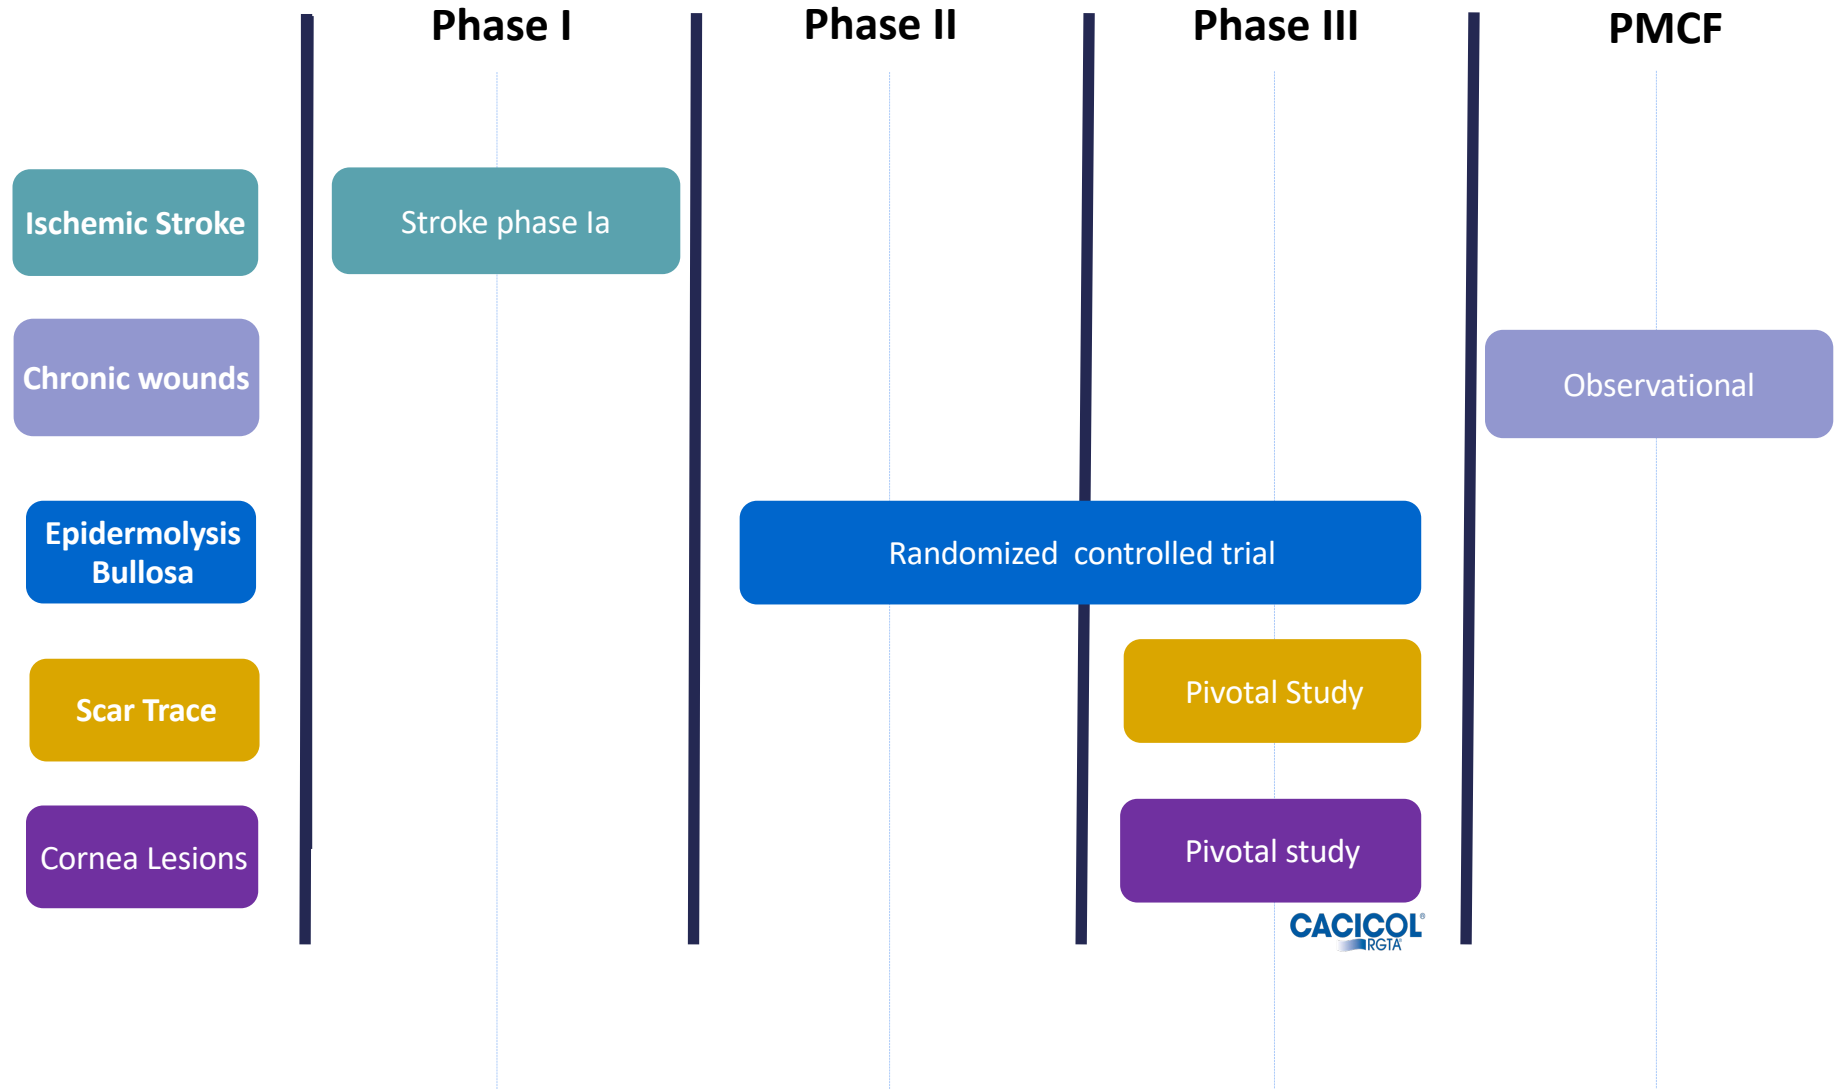 Phase I
Phase II
Phase III
PMCF
Ischemic Stroke
Stroke phase Ia
Chronic wounds
Observational
Epidermolysis
Bullosa
Randomized controlled trial
Scar Trace
Pivotal Study
Cornea Lesions
Pivotal study
CACICOL®
RGTA®